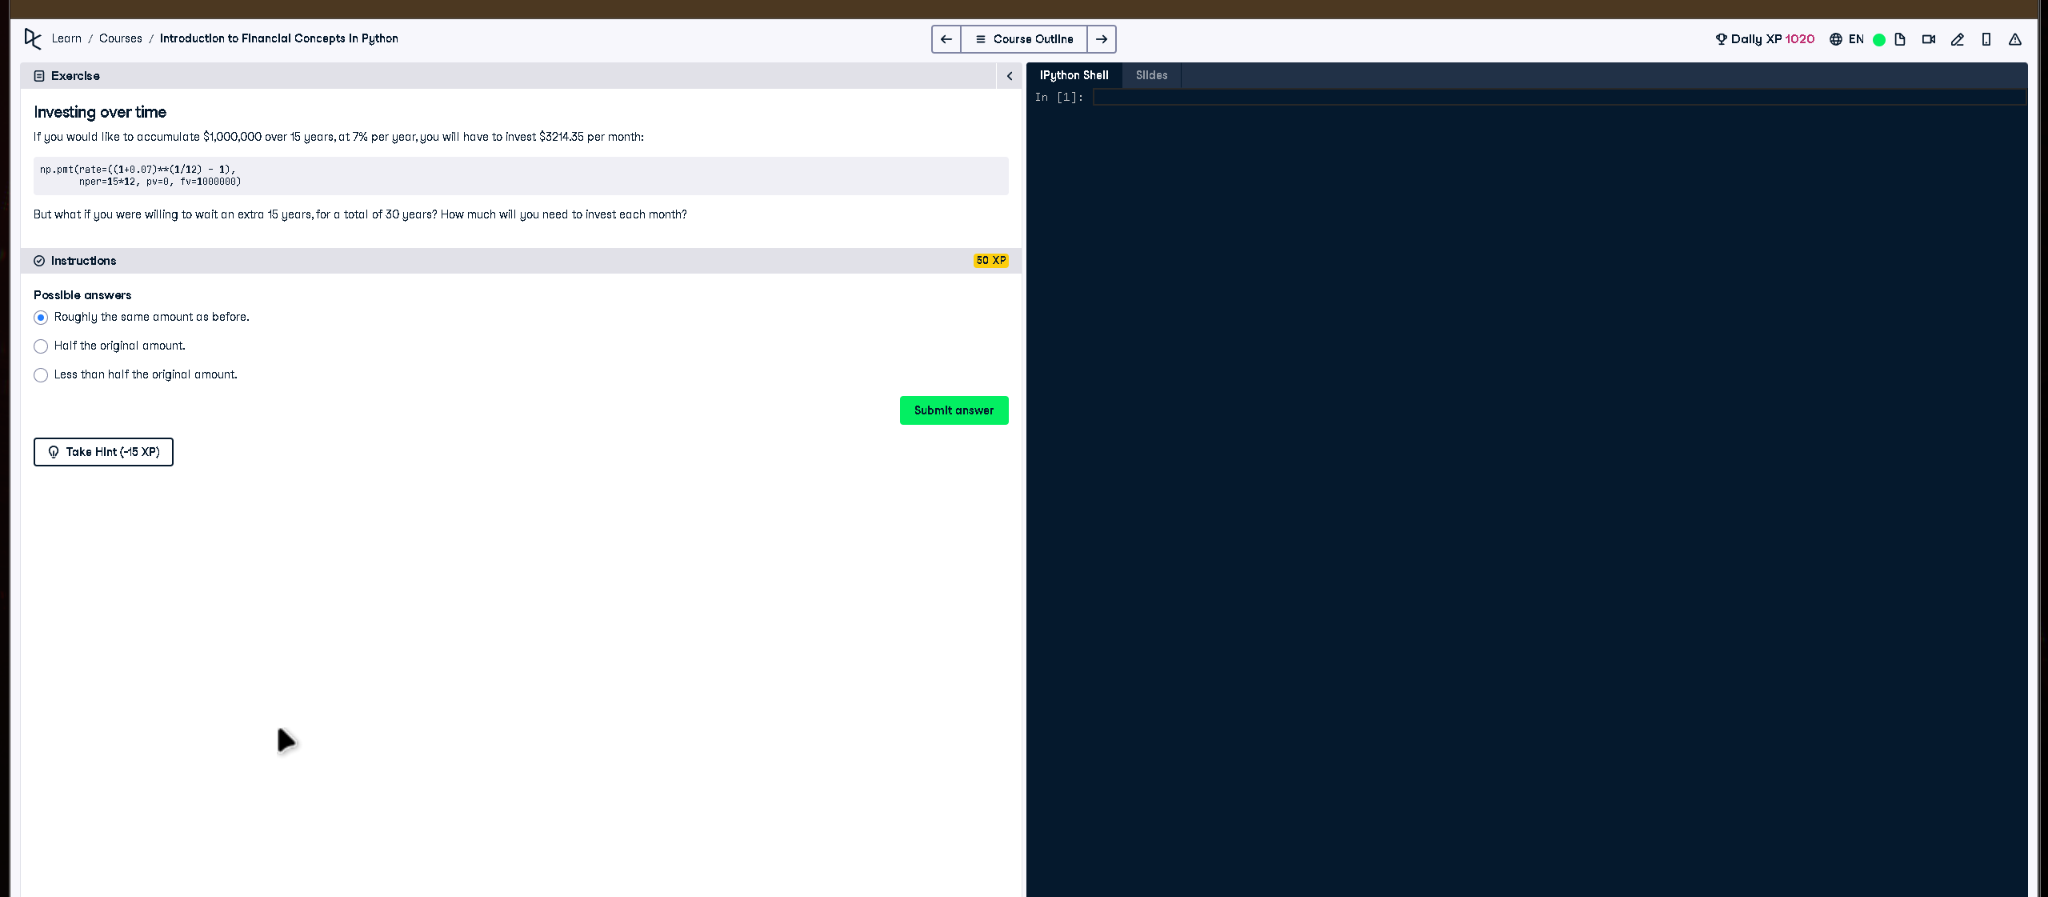 Learn / Courses / Introduction to Financial Concepts in Python
← Course Outline →
Daily XP 1020 EN
Exercise
Investing over time
If you would like to accumulate $1,000,000 over 15 years, at 7% per year, you will have to invest $3214.35 per month:
np.pmt(rate=((1+0.07)**(1/12) - 1),
nper=15*12, pv=0, fv=1000000)
But what if you were willing to wait an extra 15 years, for a total of 30 years? How much will you need to invest each month?
Instructions
50 XP
Possible answers
Roughly the same amount as before.
Half the original amount.
Less than half the original amount.
Submit answer
Take Hint (-15 XP)
IPython Shell
Slides
In [1]: